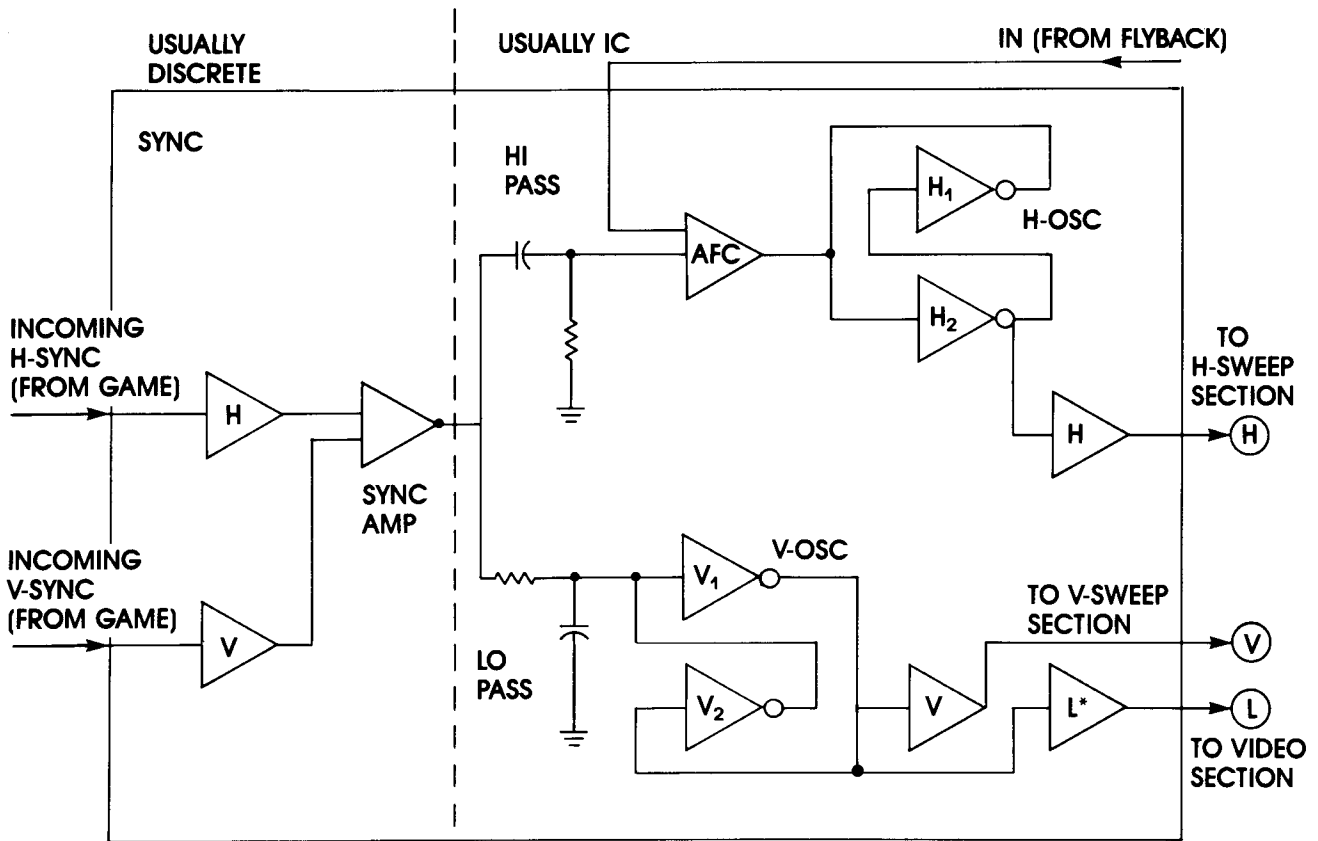 USUALLY
DISCRETE
USUALLY IC
IN (FROM FLYBACK)
SYNC
HI
PASS
H₁
H-OSC
AFC
H₂
INCOMING
H-SYNC
(FROM GAME)
H
SYNC
AMP
TO
H-SWEEP
SECTION
H
H
INCOMING
V-SYNC
(FROM GAME)
V
LO
PASS
V₁
V-OSC
V₂
V
TO V-SWEEP
SECTION
V
L*
L
TO VIDEO
SECTION